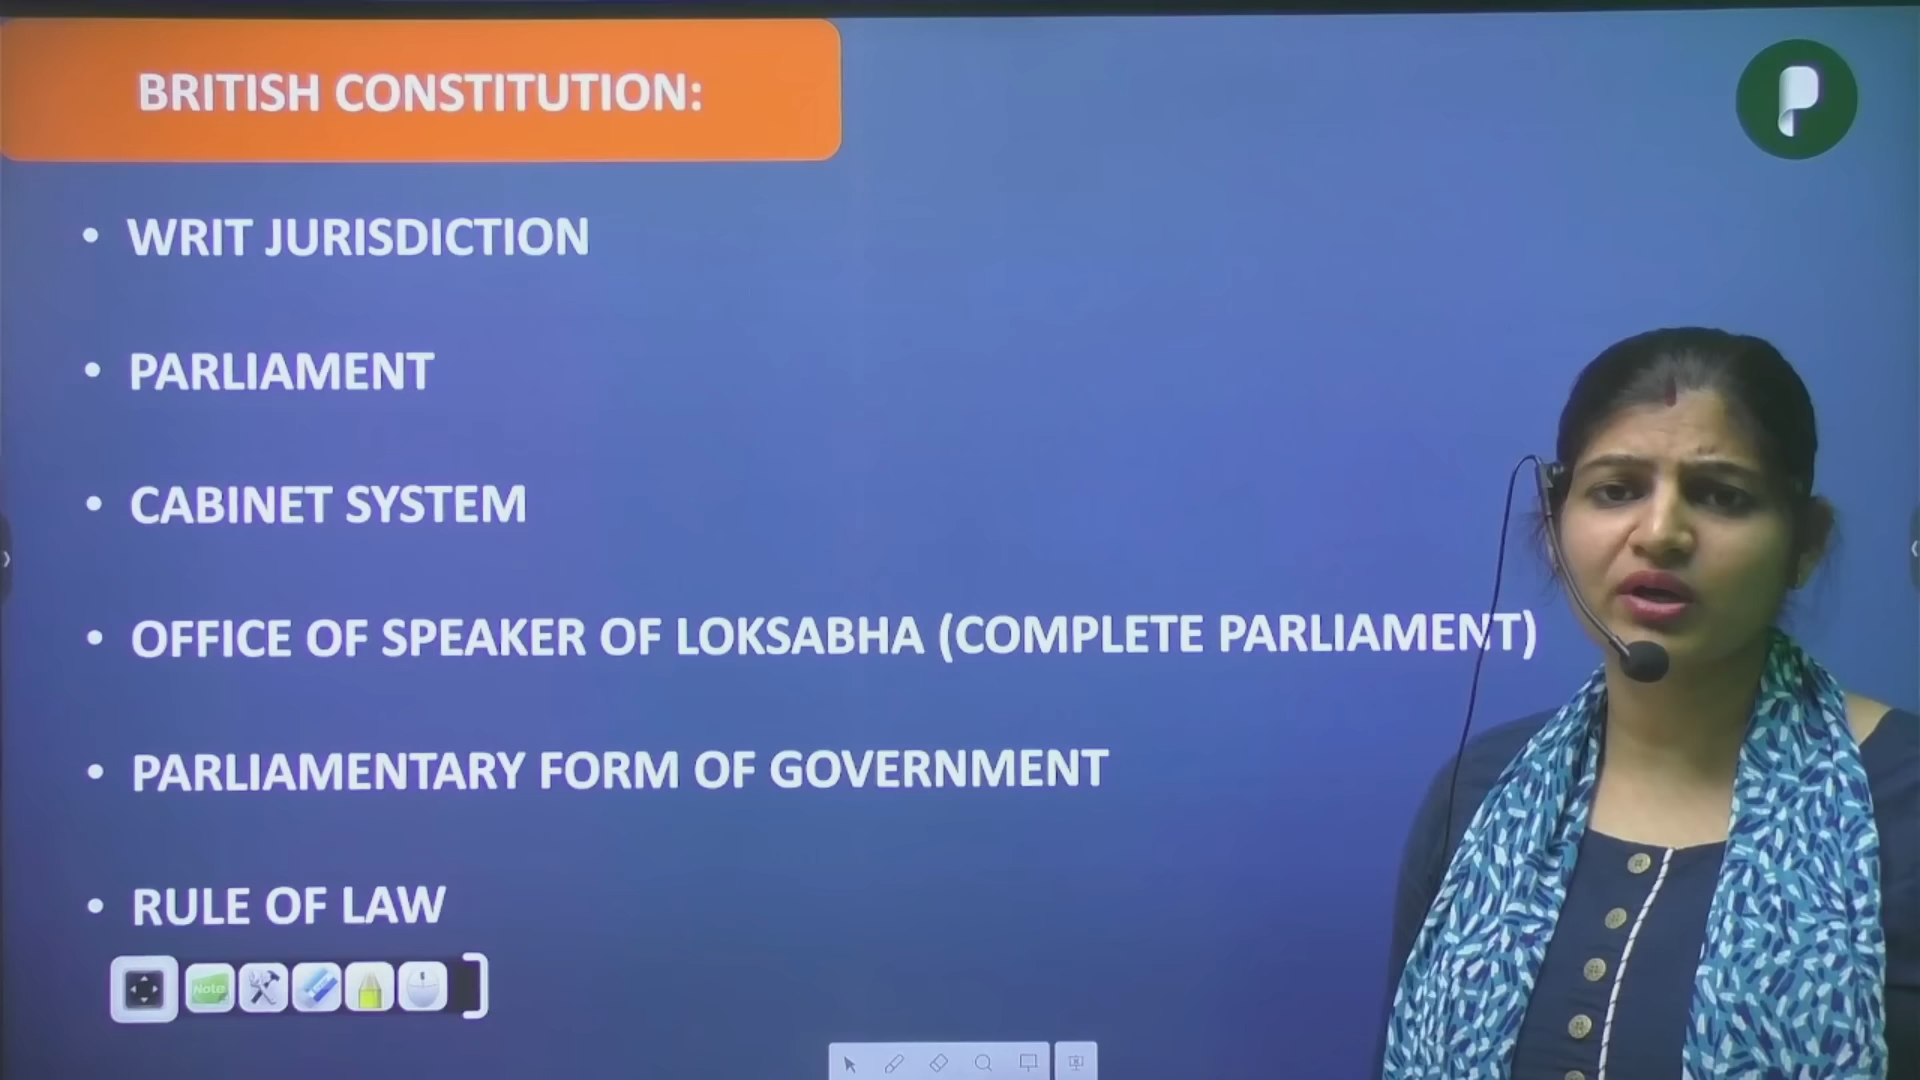 BRITISH CONSTITUTION:
• WRIT JURISDICTION
• PARLIAMENT
• CABINET SYSTEM
• OFFICE OF SPEAKER OF LOKSABHA (COMPLETE PARLIAMENT)
• PARLIAMENTARY FORM OF GOVERNMENT
• RULE OF LAW
Note